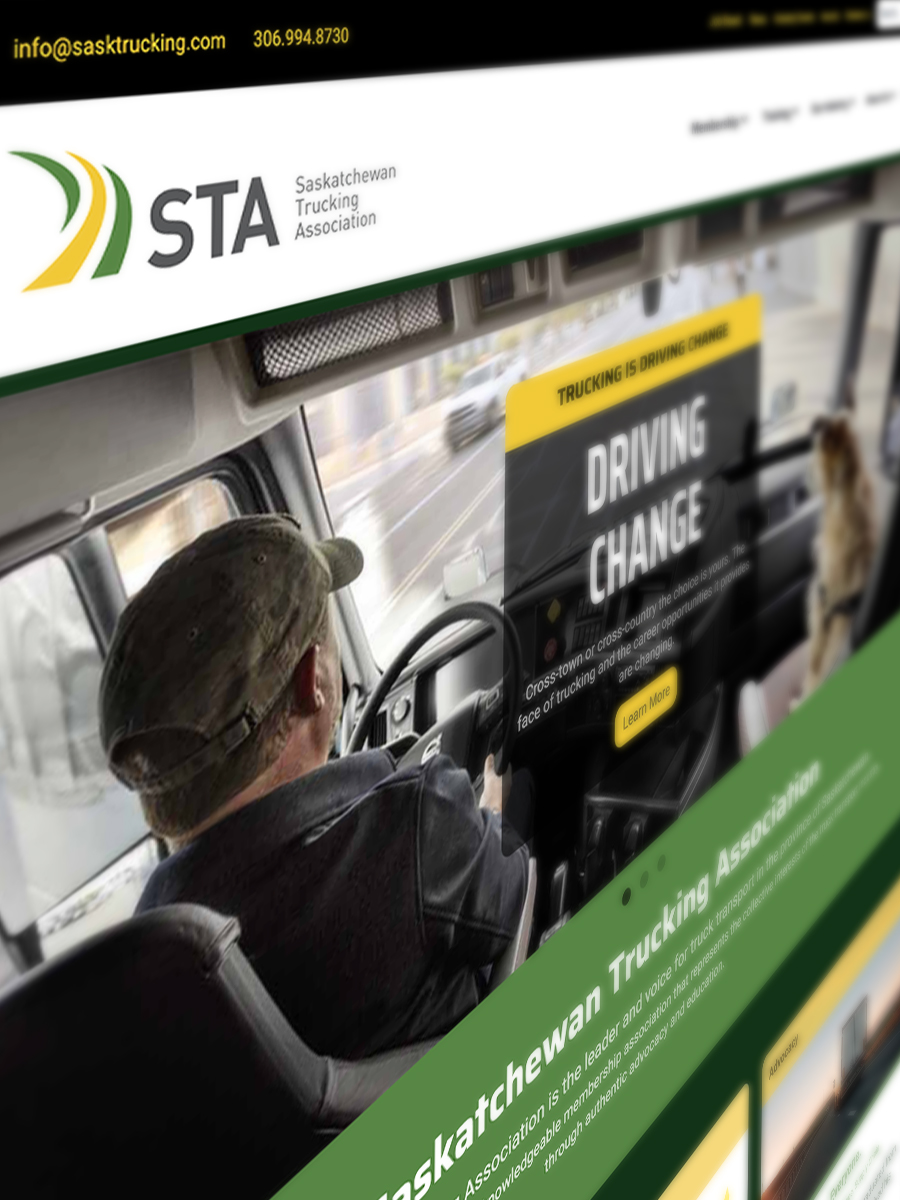 info@sasktrucking.com 306.994.8730
STA
Saskatchewan
Trucking
Association
TRUCKING IS DRIVING CHANGE
DRIVING
CHANGE
Cross-town or cross-country the choice is yours. The
face of trucking and the career opportunities it provides
are changing.
Learn More
Saskatchewan Trucking Association
Association is the leader and voice for truck transport in the province of Saskatchewan
knowledgeable membership association that represents the collective interests of the
through authentic advocacy and education.
Advocacy